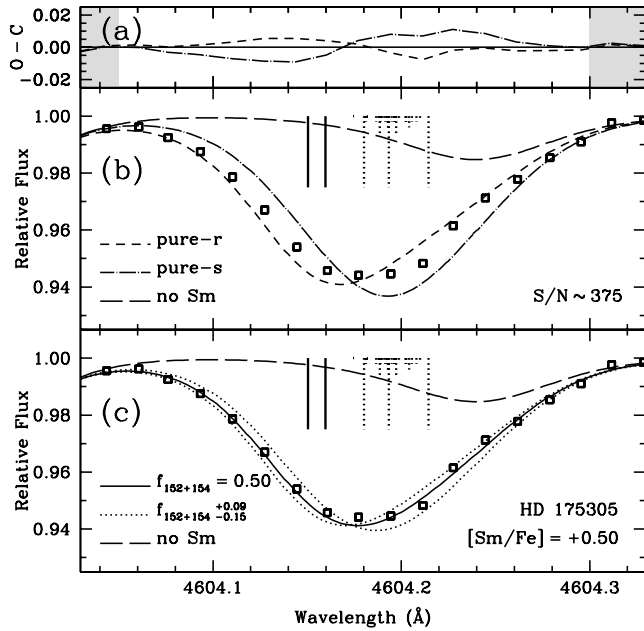 0.02
0.00
-0.02
O - C
(a)
1.00
0.98
0.96
0.94
Relative Flux
(b)
pure-r
pure-s
no Sm
S/N ~ 375
1.00
0.98
0.96
0.94
Relative Flux
(c)
f152+154 = 0.50
f152+154 +0.09 -0.15
no Sm
HD 175305
[Sm/Fe] = +0.50
4604.1 4604.2 4604.3
Wavelength (Å)